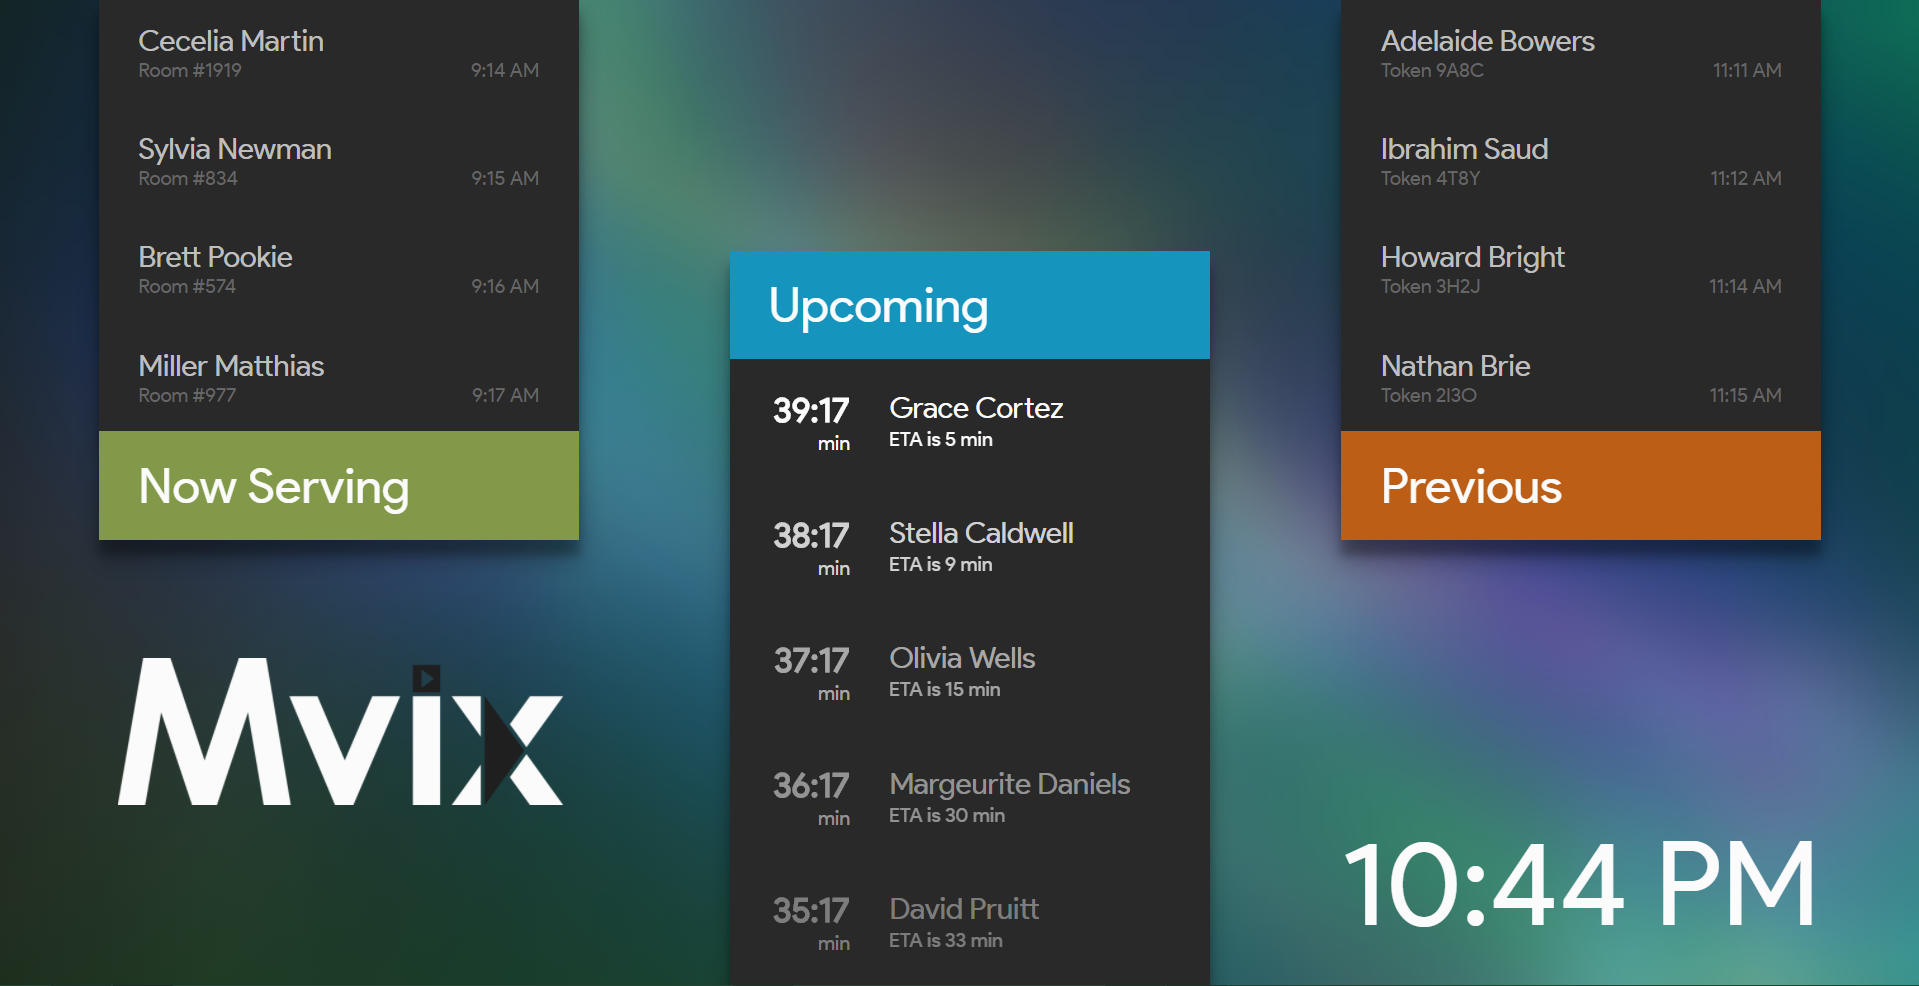 Cecelia Martin
Room #1919 9:14 AM
Sylvia Newman
Room #834 9:15 AM
Brett Pookie
Room #574 9:16 AM
Miller Matthias
Room #977 9:17 AM
Now Serving
Mvix
Upcoming
39:17 Grace Cortez
min ETA is 5 min
38:17 Stella Caldwell
min ETA is 9 min
37:17 Olivia Wells
min ETA is 15 min
36:17 Margeurite Daniels
min ETA is 30 min
35:17 David Pruitt
min ETA is 33 min
Adelaide Bowers
Token 9A8C 11:11 AM
Ibrahim Saud
Token 4T8Y 11:12 AM
Howard Bright
Token 3H2J 11:14 AM
Nathan Brie
Token 2I3O 11:15 AM
Previous
10:44 PM